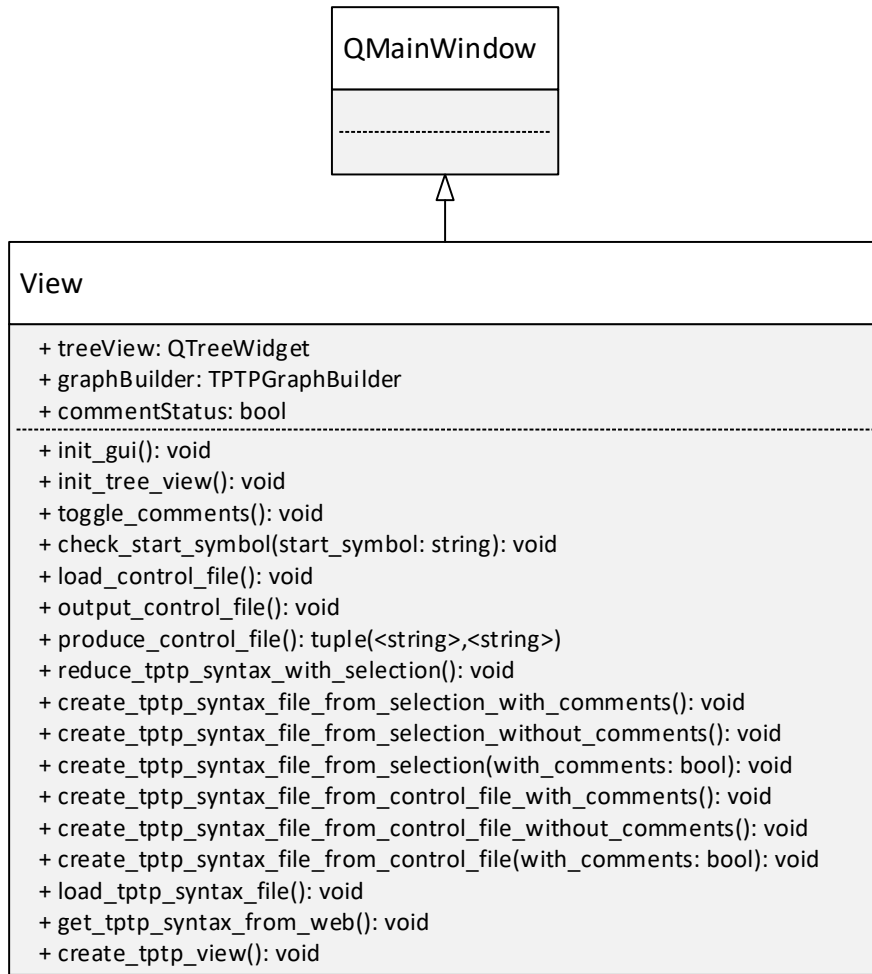 QMainWindow
View
+ treeView: QTreeWidget
+ graphBuilder: TPTPGraphBuilder
+ commentStatus: bool
+ init_gui(): void
+ init_tree_view(): void
+ toggle_comments(): void
+ check_start_symbol(start_symbol: string): void
+ load_control_file(): void
+ output_control_file(): void
+ produce_control_file(): tuple(<string>,<string>)
+ reduce_tptp_syntax_with_selection(): void
+ create_tptp_syntax_file_from_selection_with_comments(): void
+ create_tptp_syntax_file_from_selection_without_comments(): void
+ create_tptp_syntax_file_from_selection(with_comments: bool): void
+ create_tptp_syntax_file_from_control_file_with_comments(): void
+ create_tptp_syntax_file_from_control_file_without_comments(): void
+ create_tptp_syntax_file_from_control_file(with_comments: bool): void
+ load_tptp_syntax_file(): void
+ get_tptp_syntax_from_web(): void
+ create_tptp_view(): void